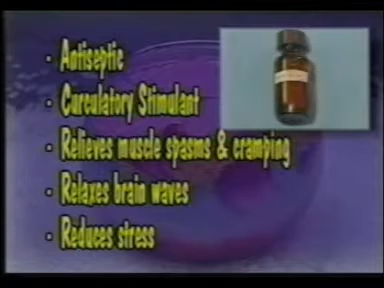 - Antiseptic
- Curculatory Stimulant
- Relieves muscle spasms & cramping
- Relaxes brain waves
- Reduces stress